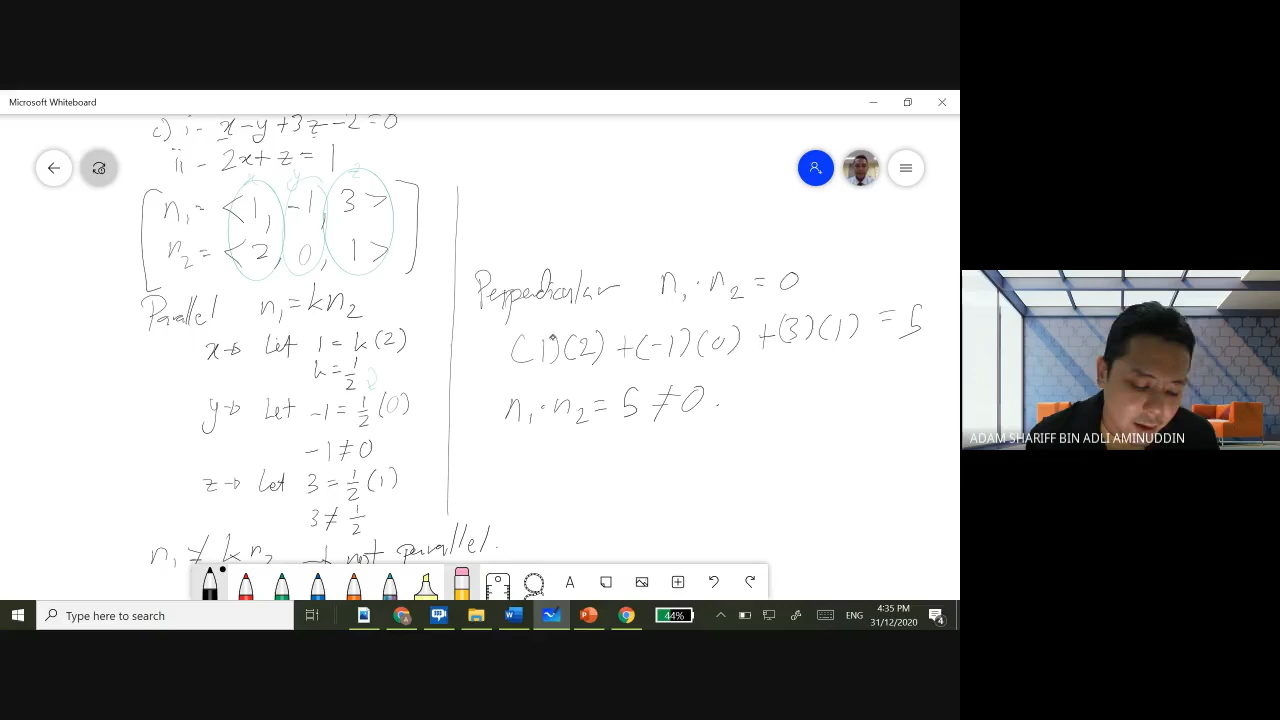 Microsoft Whiteboard
c) i - x - y + 3z - 2 = 0
ii - 2x + z = 1
x y z
n₁ = <1, -1, 3>
n₂ = <2, 0, 1>
Parallel n₁ = kn₂
x → Let 1 = k(2)
k = 1/2
y → Let -1 = 1/2 (0)
-1 ≠ 0
z → Let 3 = 1/2 (1)
3 ≠ 1/2
n₁ ≠ k n₂ → not parallel.
Perpendicular n₁ · n₂ = 0
(1)(2) + (-1)(0) + (3)(1) = 5
n₁ · n₂ = 5 ≠ 0.
ADAM SHARIFF BIN ADLI AMINUDDIN
A
Type here to search
44%
ENG
4:35 PM
31/12/2020
4